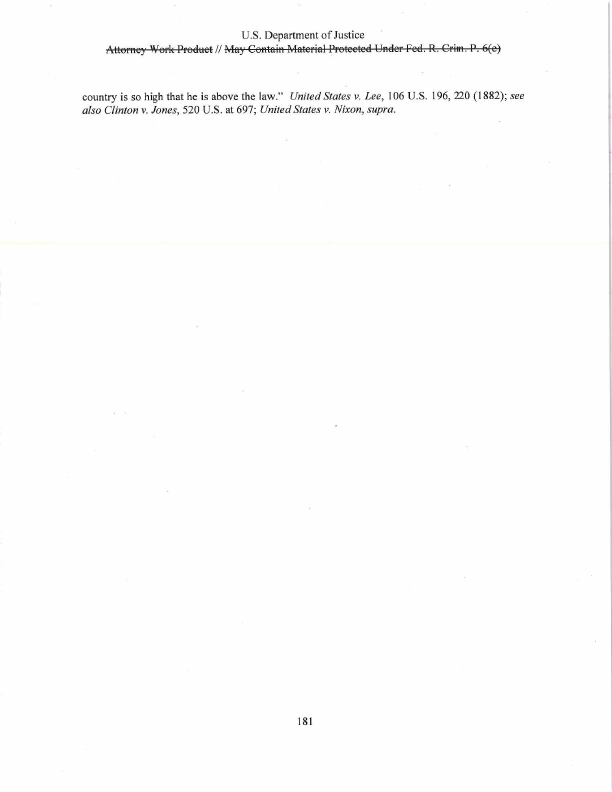 U.S. Department of Justice
Attorney Work Product // May Contain Material Protected Under Fed. R. Crim. P. 6(e)
country is so high that he is above the law." United States v. Lee, 106 U.S. 196, 220 (1882); see
also Clinton v. Jones, 520 U.S. at 697; United States v. Nixon, supra.
181